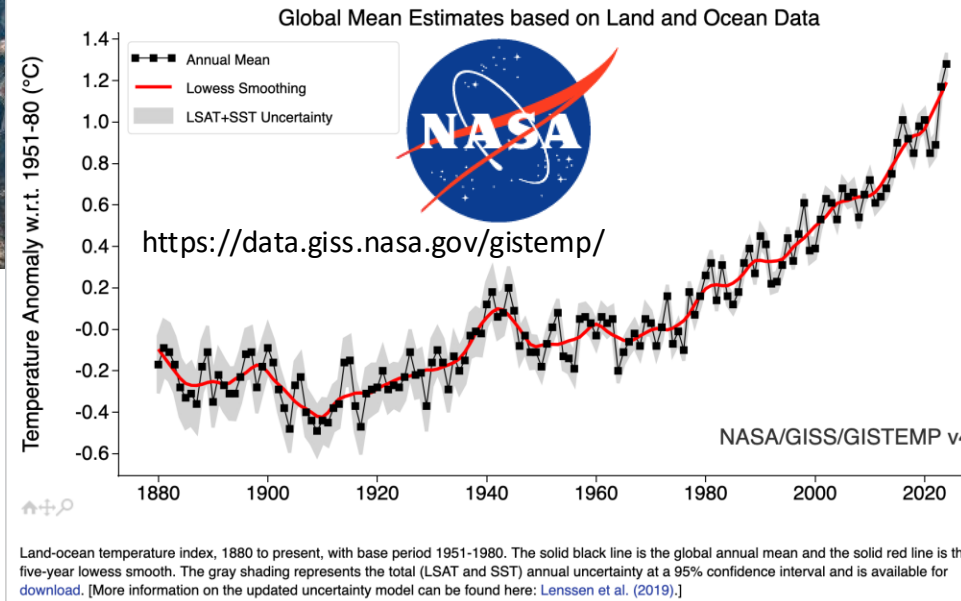 Global Mean Estimates based on Land and Ocean Data
Temperature Anomaly w.r.t. 1951-80 (°C)
1.4
1.2
1.0
0.8
0.6
0.4
0.2
-0.0
-0.2
-0.4
-0.6
Annual Mean
Lowess Smoothing
LSAT+SST Uncertainty
NASA
https://data.giss.nasa.gov/gistemp/
NASA/GISS/GISTEMP v4
1880 1900 1920 1940 1960 1980 2000 2020
Land-ocean temperature index, 1880 to present, with base period 1951-1980. The solid black line is the global annual mean and the solid red line is th
five-year lowess smooth. The gray shading represents the total (LSAT and SST) annual uncertainty at a 95% confidence interval and is available for
download. [More information on the updated uncertainty model can be found here: Lenssen et al. (2019).]